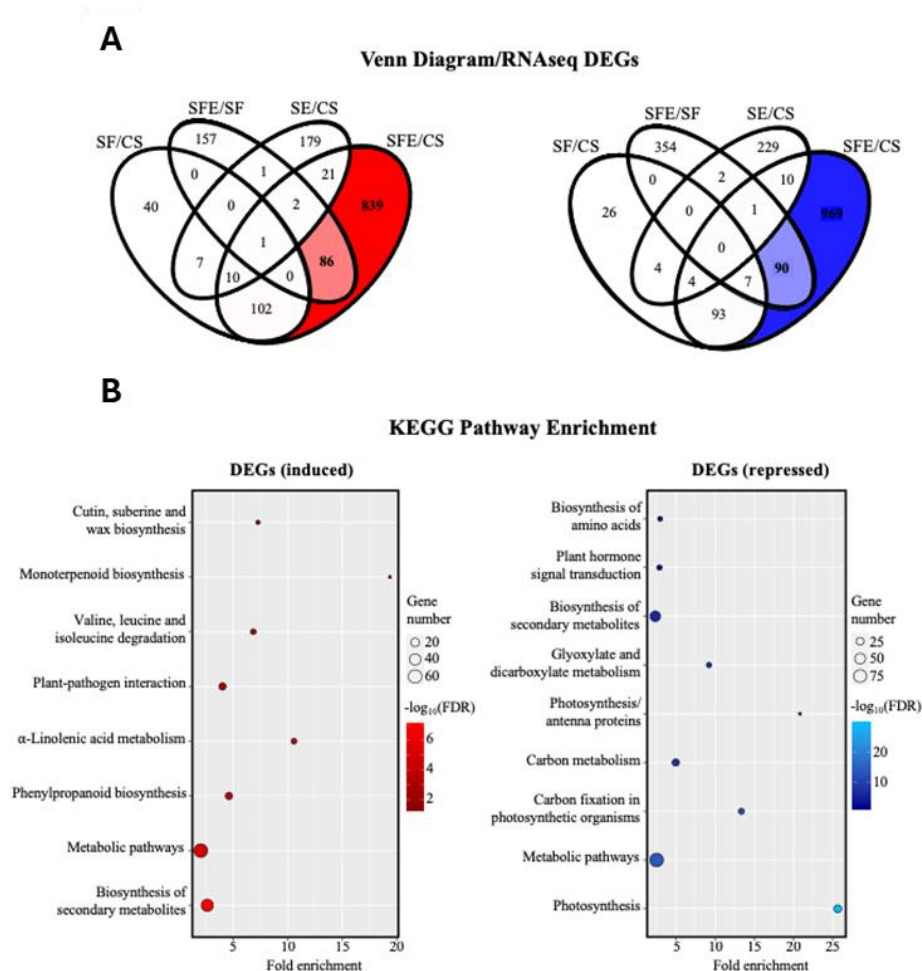 A
Venn Diagram/RNAseq DEGs
SFE/SF
SE/CS
SF/CS
SFE/CS
157
179
0
1
21
40
0
2
839
1
7
10
0
86
102
SFE/SF
SE/CS
SF/CS
SFE/CS
354
229
0
2
10
26
0
1
969
0
4
4
7
90
93
B
KEGG Pathway Enrichment
DEGs (induced)
Cutin, suberine and
wax biosynthesis
Monoterpenoid biosynthesis
Valine, leucine and
isoleucine degradation
Plant-pathogen interaction
α-Linolenic acid metabolism
Phenylpropanoid biosynthesis
Metabolic pathways
Biosynthesis of
secondary metabolites
5
10
15
20
Fold enrichment
Gene
number
20
40
60
-log₁₀(FDR)
6
4
2
DEGs (repressed)
Biosynthesis of
amino acids
Plant hormone
signal transduction
Biosynthesis of
secondary metabolites
Glyoxylate and
dicarboxylate metabolism
Photosynthesis/
antenna proteins
Carbon metabolism
Carbon fixation in
photosynthetic organisms
Metabolic pathways
Photosynthesis
5
10
15
20
25
Fold enrichment
Gene
number
25
50
75
-log₁₀(FDR)
20
10